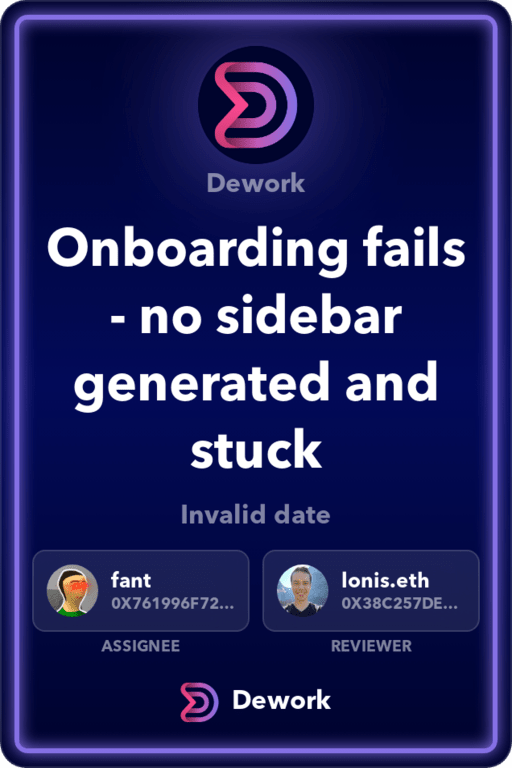 Dework
Onboarding fails
- no sidebar
generated and
stuck
Invalid date
fant
0X761996F72...
lonis.eth
0X38C257DE...
ASSIGNEE
REVIEWER
Dework